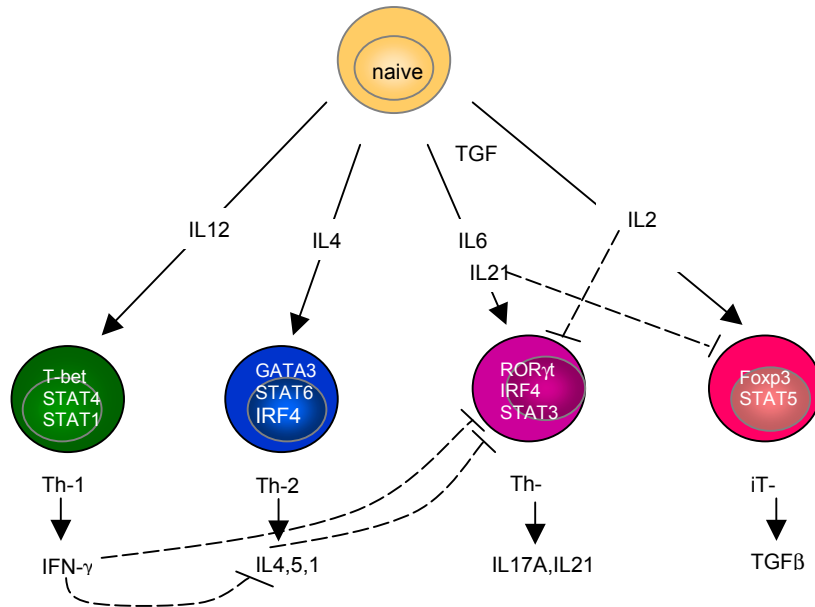 naive
TGF
IL12
IL4
IL6
IL2
IL21
T-bet
STAT4
STAT1
GATA3
STAT6
IRF4
RORγt
IRF4
STAT3
Foxp3
STAT5
Th-1
Th-2
Th-
iT-
IFN-γ
IL4,5,1
IL17A,IL21
TGFß